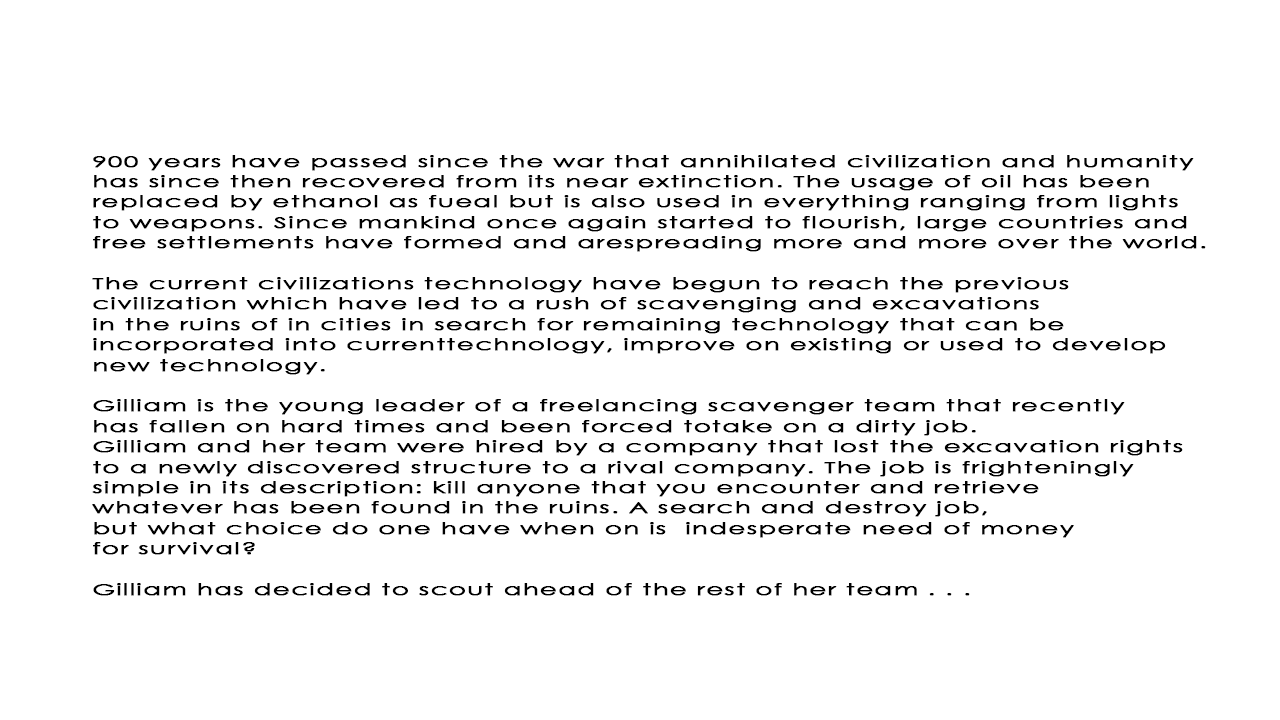 900 years have passed since the war that annihilated civilization and humanity
has since then recovered from its near extinction. The usage of oil has been
replaced by ethanol as fueal but is also used in everything ranging from lights
to weapons. Since mankind once again started to flourish, large countries and
free settlements have formed and arespreading more and more over the world.
The current civilizations technology have begun to reach the previous
civilization which have led to a rush of scavenging and excavations
in the ruins of in cities in search for remaining technology that can be
incorporated into currenttechnology, improve on existing or used to develop
new technology.
Gilliam is the young leader of a freelancing scavenger team that recently
has fallen on hard times and been forced totake on a dirty job.
Gilliam and her team were hired by a company that lost the excavation rights
to a newly discovered structure to a rival company. The job is frighteningly
simple in its description: kill anyone that you encounter and retrieve
whatever has been found in the ruins. A search and destroy job,
but what choice do one have when on is  indesperate need of money
for survival?
Gilliam has decided to scout ahead of the rest of her team . . .